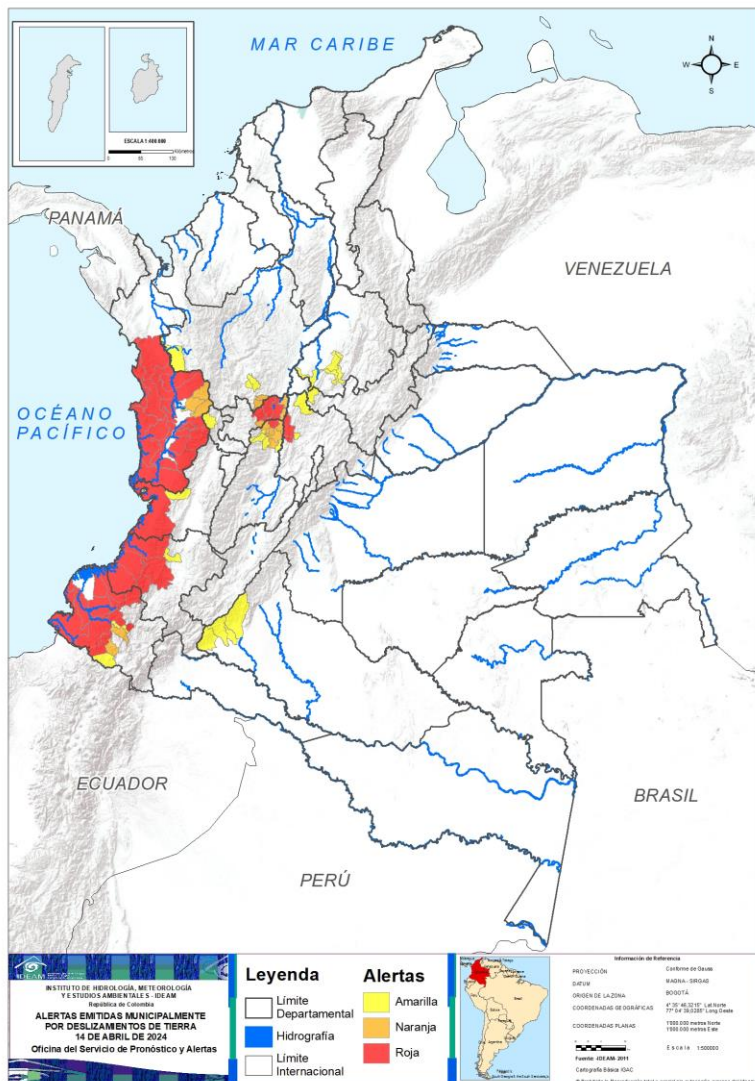 MAR CARIBE
N
W E
S
ESCALA 1:400.000
PANAMÁ
VENEZUELA
OCÉANO
PACÍFICO
ECUADOR
BRASIL
PERÚ
IDEAM
INSTITUTO DE HIDROLOGÍA, METEOROLOGÍA
Y ESTUDIOS AMBIENTALES - IDEAM
República de Colombia
ALERTAS EMITIDAS MUNICIPALMENTE
POR DESLIZAMIENTOS DE TIERRA
14 DE ABRIL DE 2024
Oficina del Servicio de Pronóstico y Alertas
Leyenda
Límite
Departamental
Hidrografía
Límite
Internacional
Alertas
Amarilla
Naranja
Roja
Información de Referencia
PROYECCIÓN Conforme de Gauss
DATUM MAGNA - SIRGAS
ORIGEN DE LA ZONA BOGOTÁ
COORDENADAS GEOGRÁFICAS
COORDENADAS PLANAS 1'000.000 metros Norte
1'000.000 metros Este
Escala
Fuente: IDEAM- 2011
Cartografía Básica IGAC